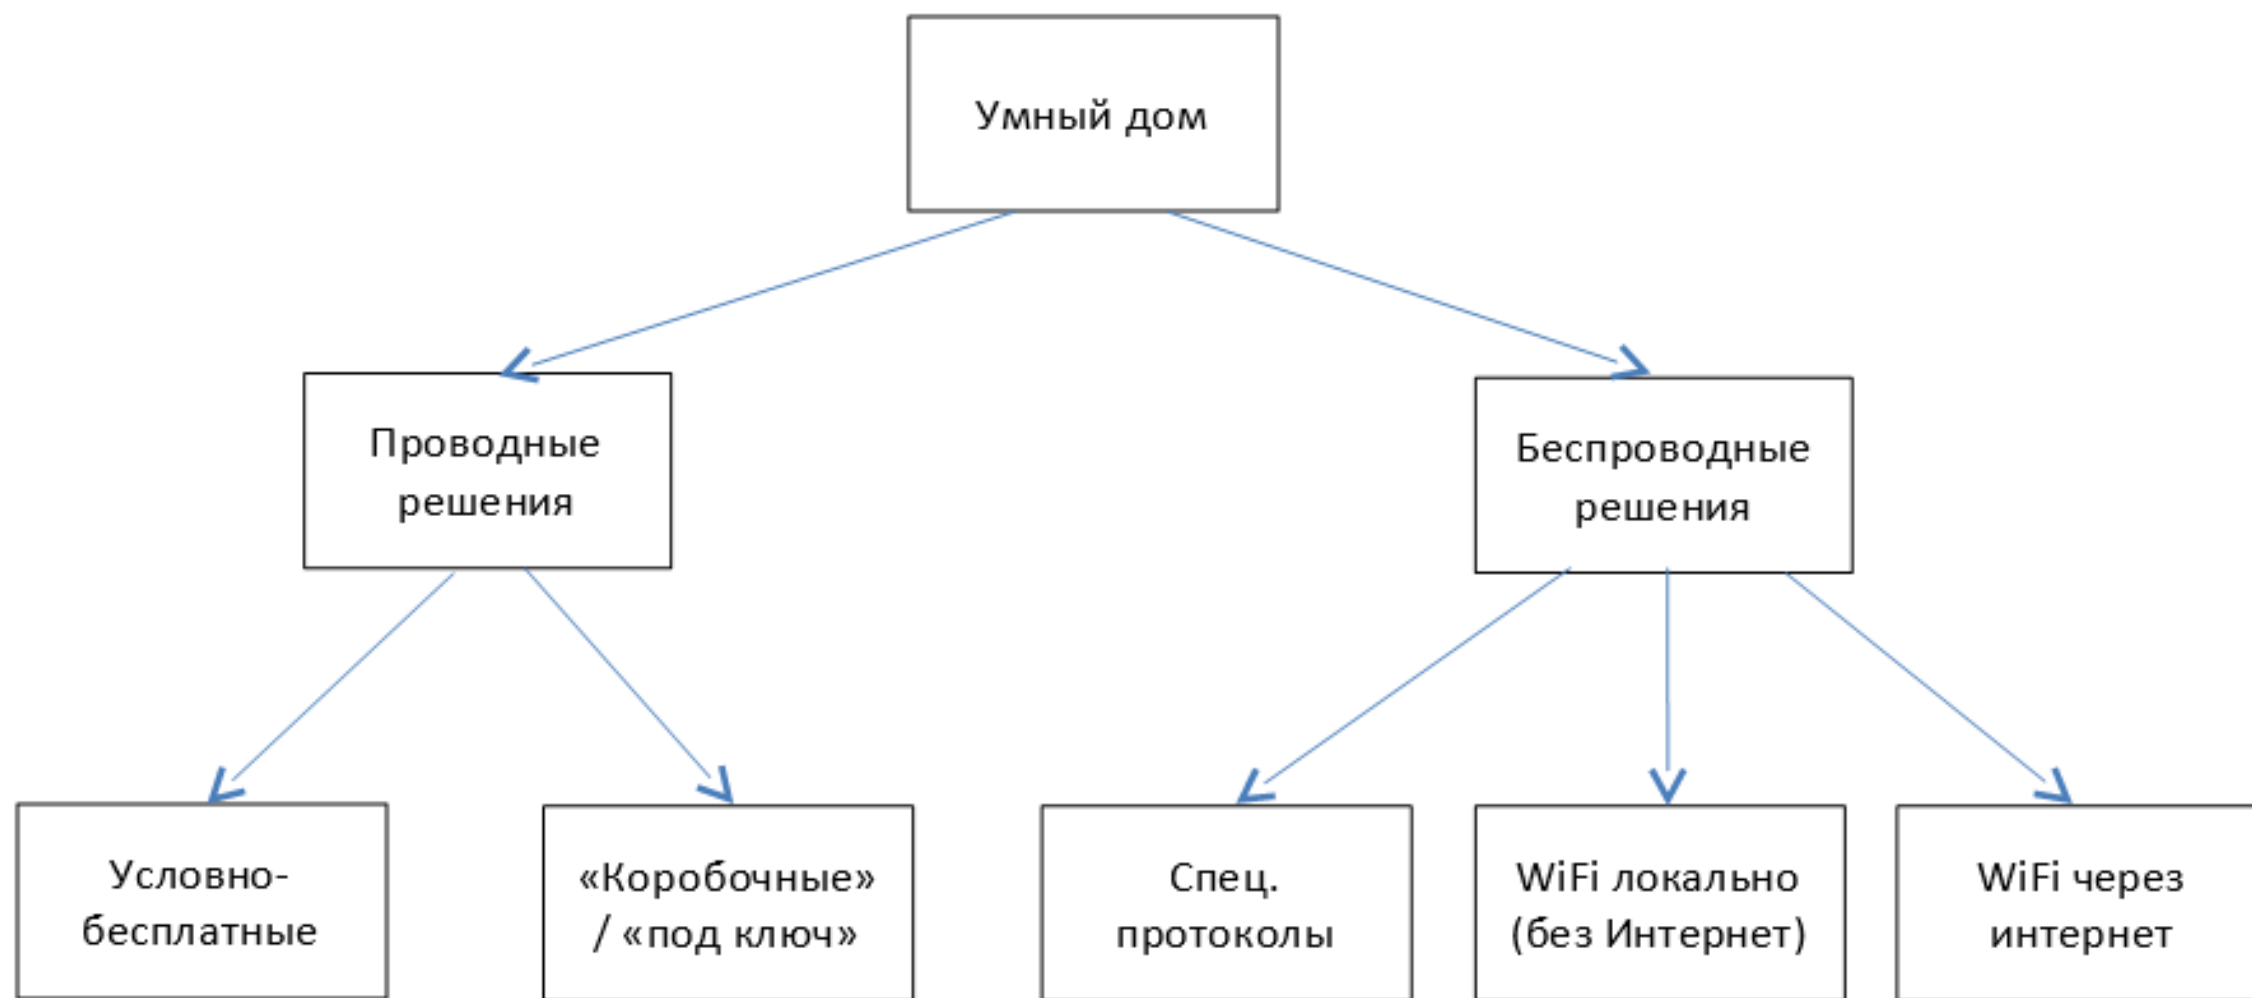 Умный дом
Проводные
решения
Беспроводные
решения
Условно-
бесплатные
«Коробочные»
/ «под ключ»
Спец.
протоколы
WiFi локально
(без Интернет)
WiFi через
интернет